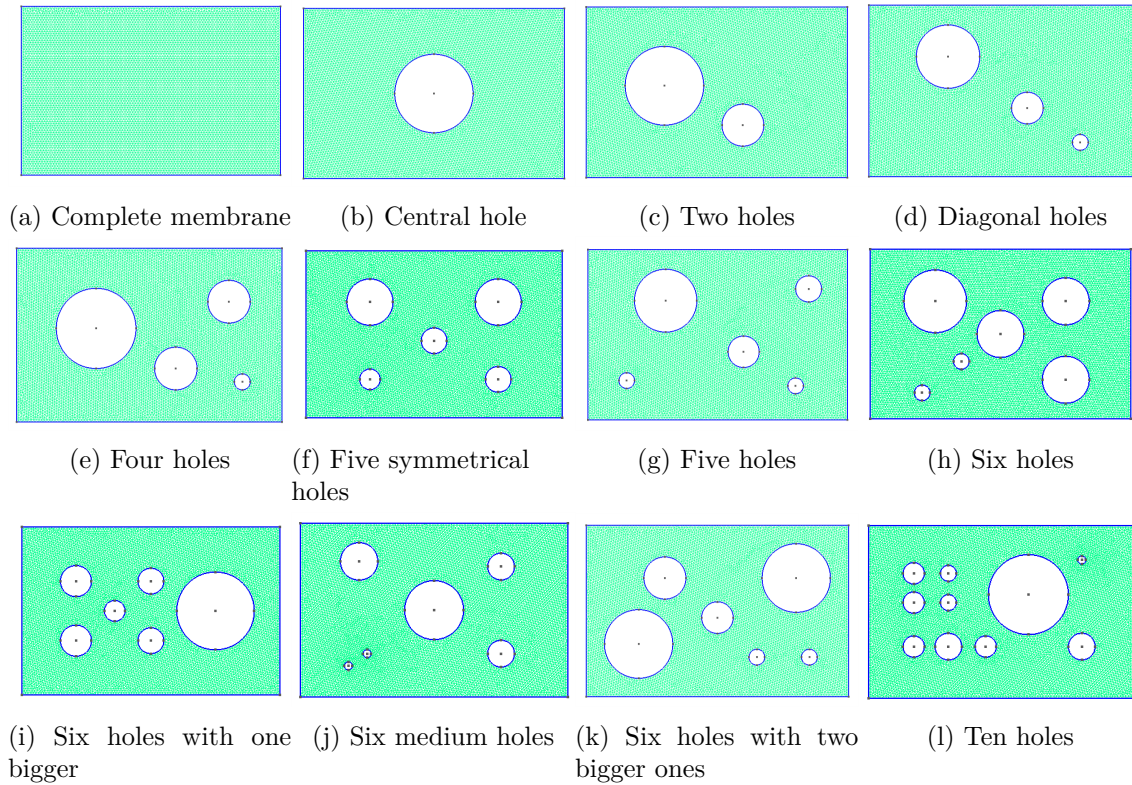 (a) Complete membrane
(b) Central hole
(c) Two holes
(d) Diagonal holes
(e) Four holes
(f) Five symmetrical
holes
(g) Five holes
(h) Six holes
(i) Six holes with one
bigger
(j) Six medium holes
(k) Six holes with two
bigger ones
(l) Ten holes